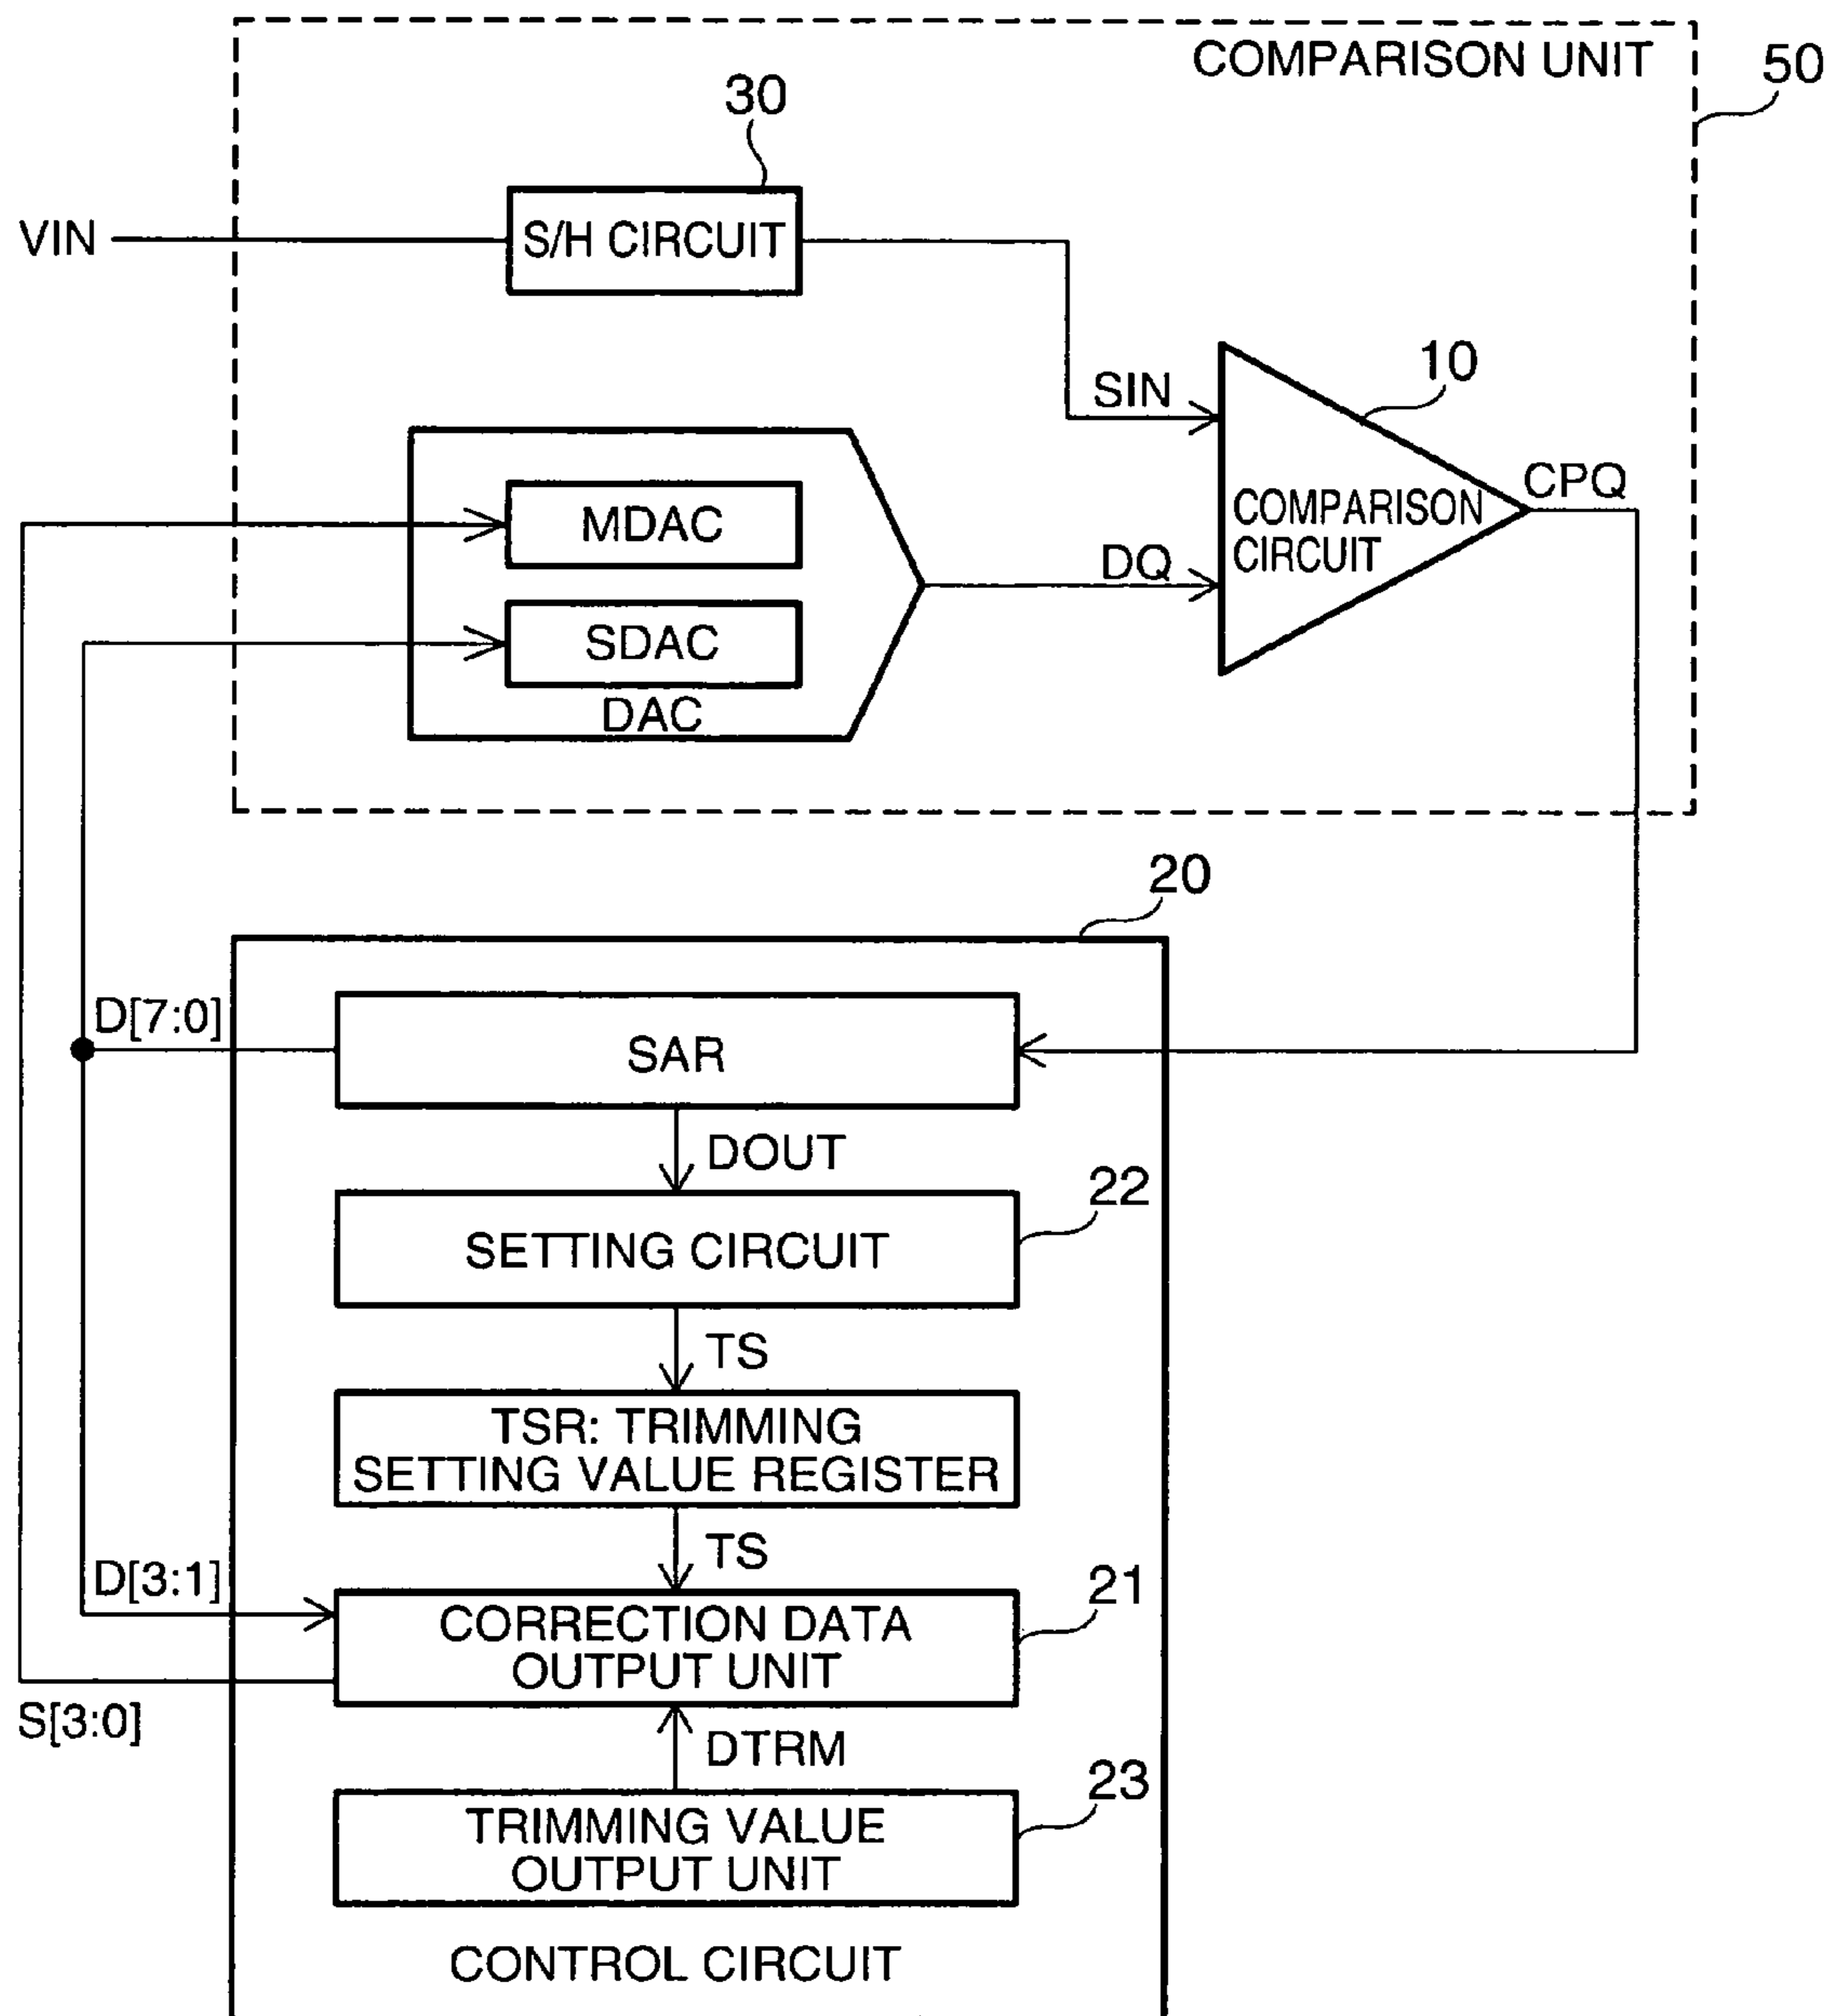 COMPARISON UNIT
50
30
VIN
S/H CIRCUIT
10
SIN
CPQ
MDAC
COMPARISON
CIRCUIT
DQ
SDAC
DAC
20
D[7:0]
SAR
DOUT
22
SETTING CIRCUIT
TS
TSR: TRIMMING
SETTING VALUE REGISTER
TS
D[3:1]
21
CORRECTION DATA
OUTPUT UNIT
S[3:0]
DTRM
23
TRIMMING VALUE
OUTPUT UNIT
CONTROL CIRCUIT